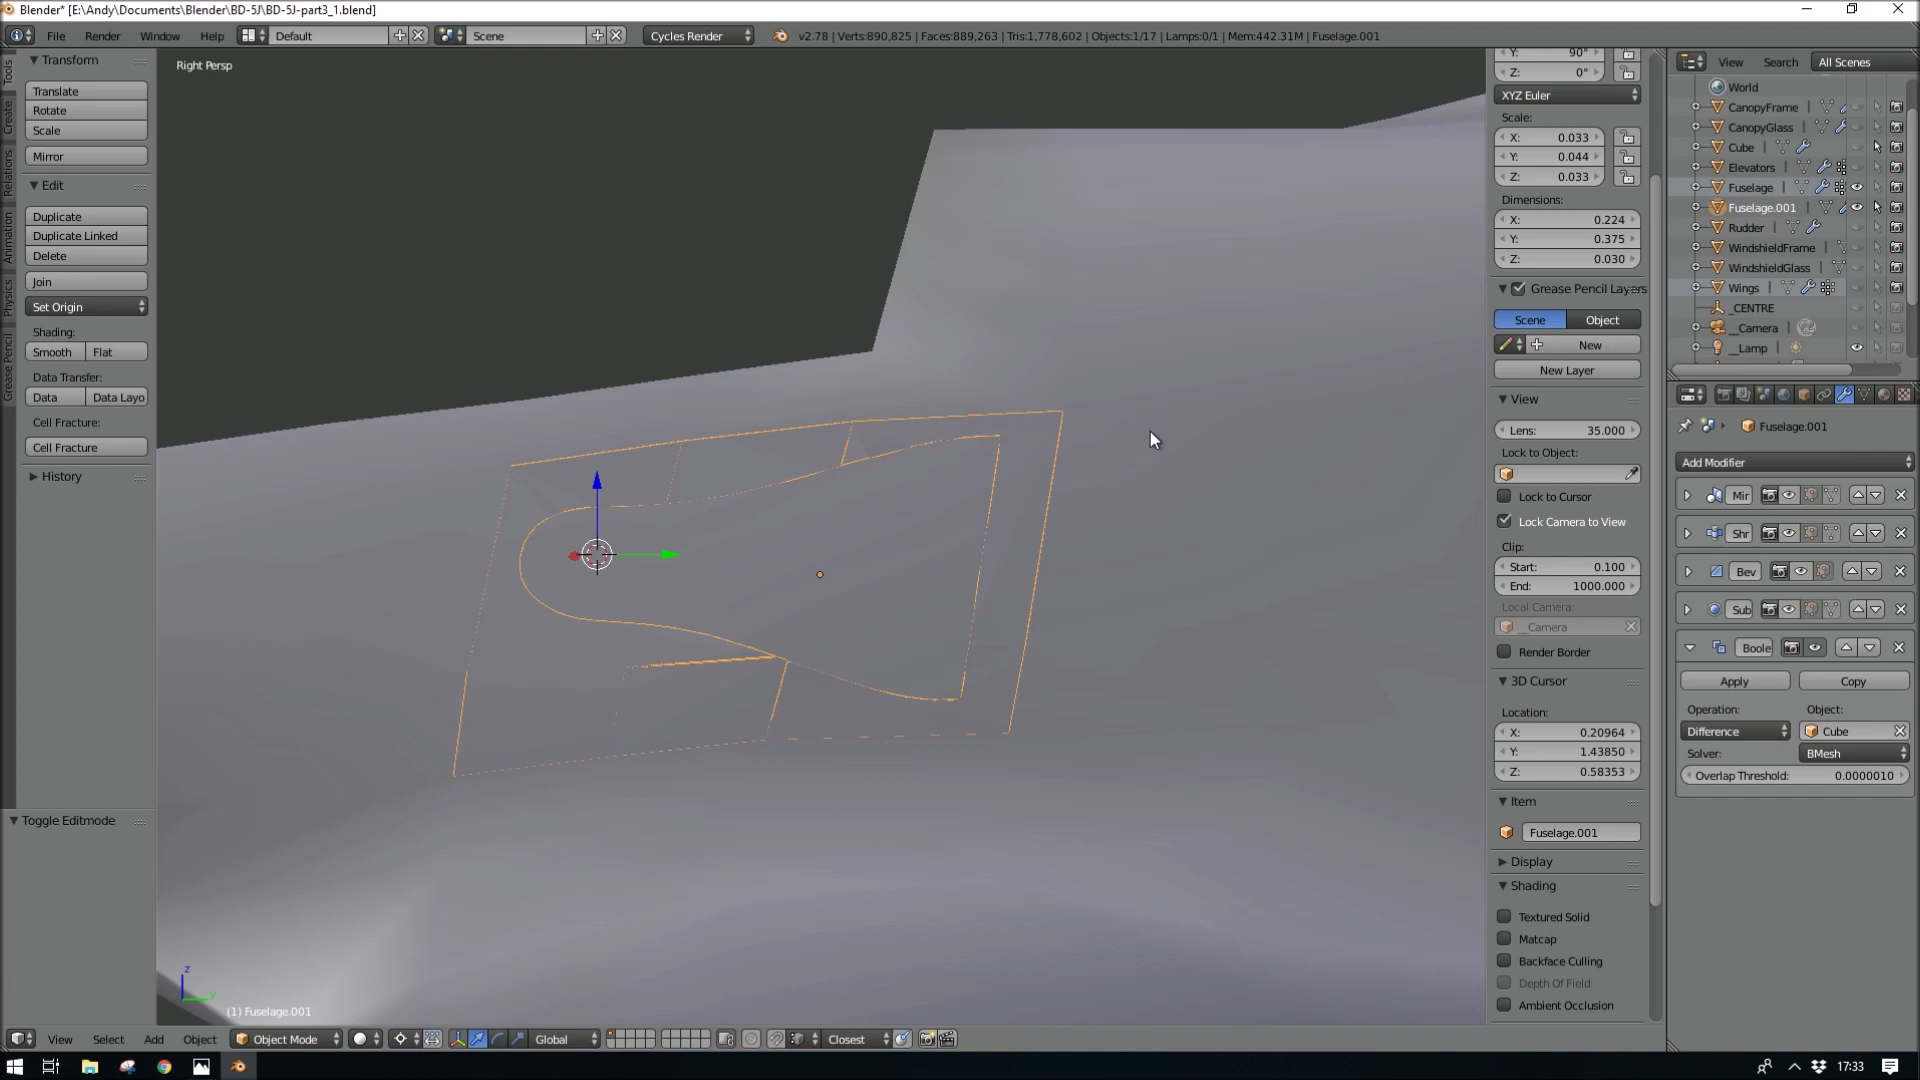 Blender* [E:\Andy\Documents\Blender\BD-5J\BD-5J-part3_1.blend]
File Render Window Help Default Scene Cycles Render v2.78 | Verts:890,825 | Faces:889,263 | Tris:1,778,602 | Objects:1/17 | Lamps:0/1 | Mem:442.31M | Fuselage.001
Tools
Create
Relations
Animation
Physics
Grease Pencil
Transform
Translate
Rotate
Scale
Mirror
Edit
Duplicate
Duplicate Linked
Delete
Join
Set Origin
Shading:
Smooth Flat
Data Transfer:
Data Data Layo
Cell Fracture:
Cell Fracture
History
Toggle Editmode
Right Persp
z
y
(1) Fuselage.001
Y: 90°
Z: 0°
XYZ Euler
Scale:
X: 0.033
Y: 0.044
Z: 0.033
Dimensions:
X: 0.224
Y: 0.375
Z: 0.030
Grease Pencil Layers
Scene Object
New
New Layer
View
Lens: 35.000
Lock to Object:
Lock to Cursor
Lock Camera to View
Clip:
Start: 0.100
End: 1000.000
Local Camera:
__Camera
Render Border
3D Cursor
Location:
X: 0.20964
Y: 1.43850
Z: 0.58353
Item
Fuselage.001
Display
Shading
Textured Solid
Matcap
Backface Culling
Depth Of Field
Ambient Occlusion
View Search All Scenes
World
CanopyFrame
CanopyGlass
Cube
Elevators
Fuselage
Fuselage.001
Rudder
WindshieldFrame
WindshieldGlass
Wings
_CENTRE
__Camera
__Lamp
Fuselage.001
Add Modifier
Mir
Shr
Bev
Sub
Boole
Apply Copy
Operation: Object:
Difference Cube
Solver: BMesh
Overlap Threshold: 0.0000010
View Select Add Object Object Mode Global Closest
17:33